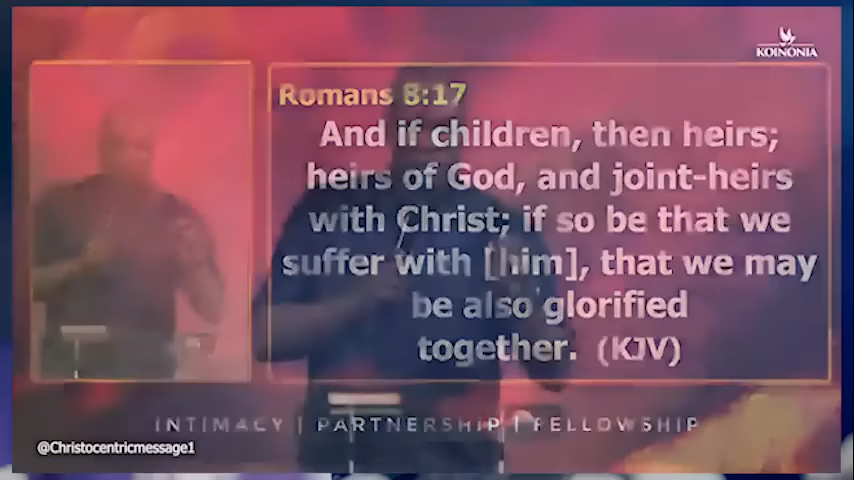 KOINONIA
Romans 8:17
And if children, then heirs;
heirs of God, and joint-heirs
with Christ; if so be that we
suffer with [him], that we may
be also glorified
together. (KJV)
INTIMACY | PARTNERSHIP | FELLOWSHIP
@Christocentricmessage1